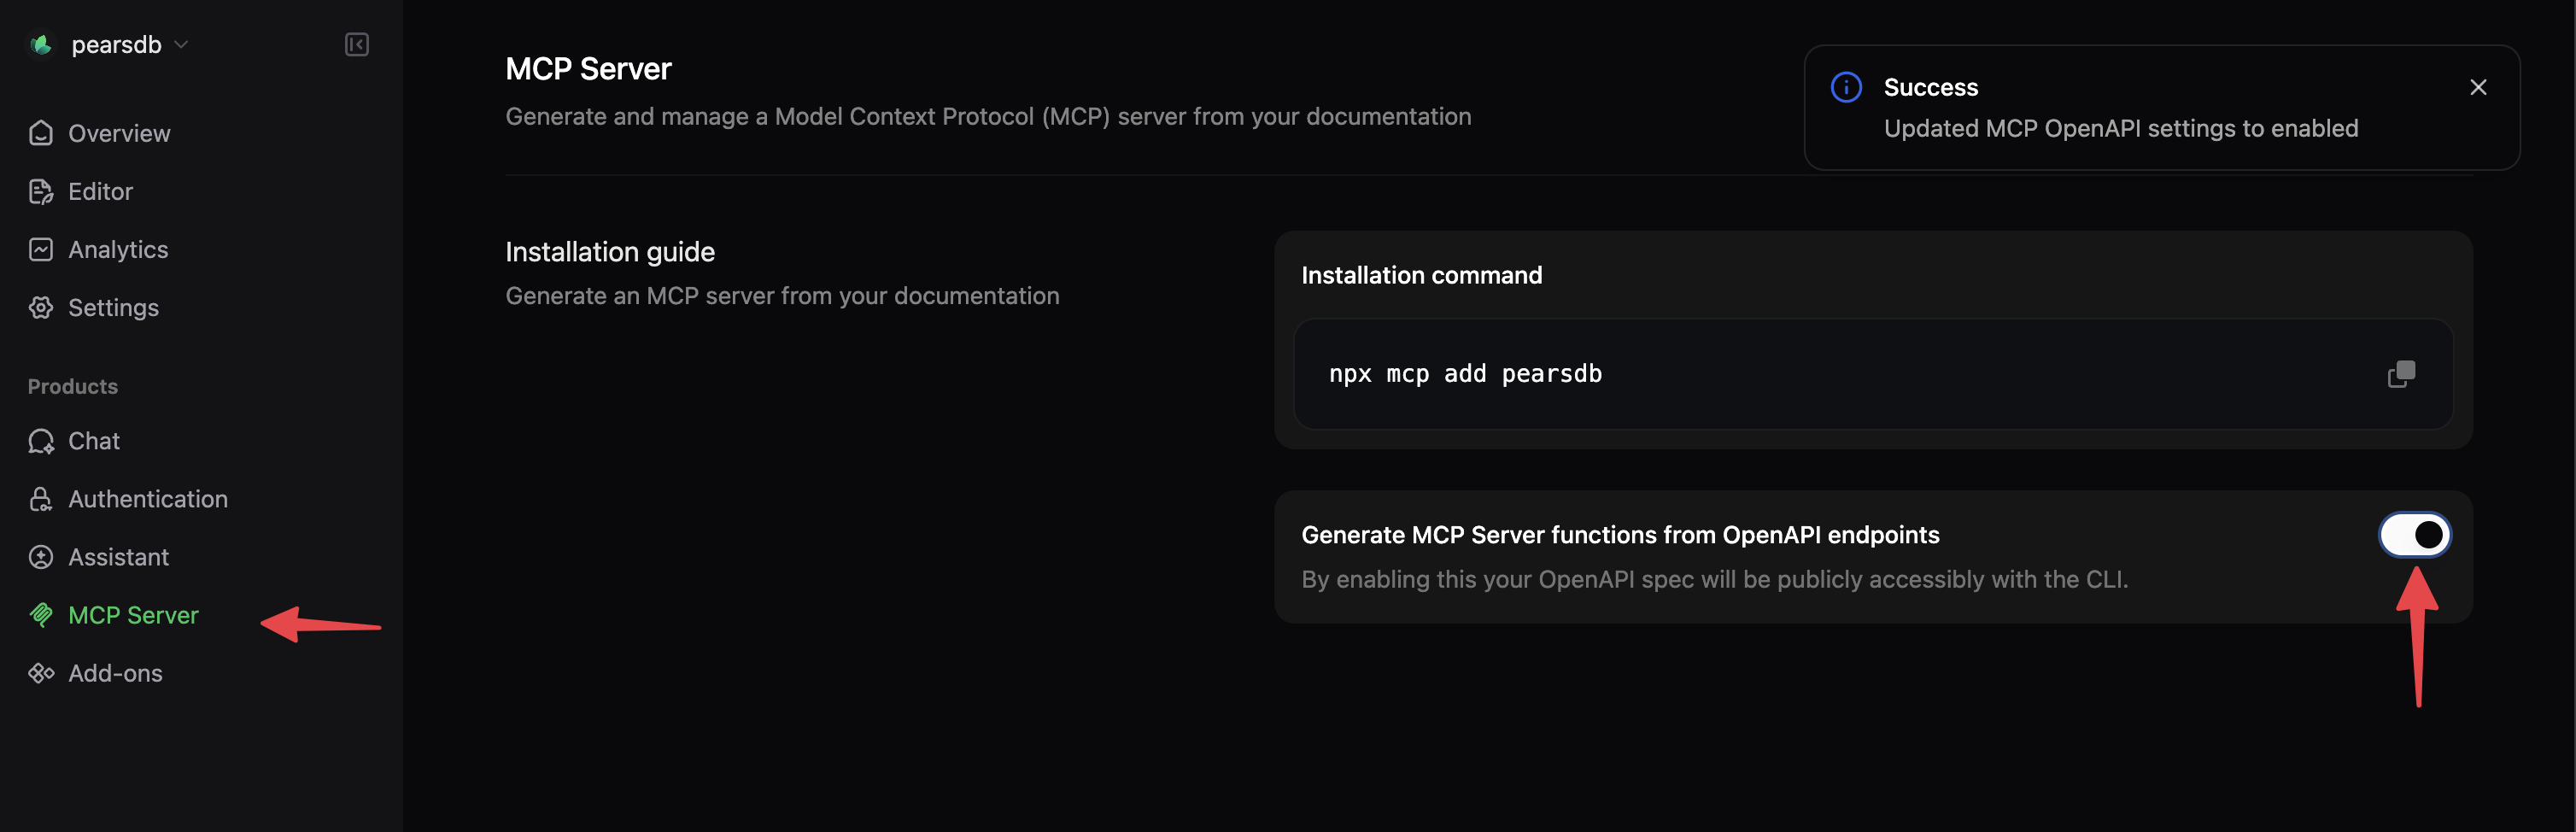 pearsdb
Overview
Editor
Analytics
Settings
Products
Chat
Authentication
Assistant
MCP Server
Add-ons
MCP Server
Generate and manage a Model Context Protocol (MCP) server from your documentation
Success
Updated MCP OpenAPI settings to enabled
Installation guide
Generate an MCP server from your documentation
Installation command
npx mcp add pearsdb
Generate MCP Server functions from OpenAPI endpoints
By enabling this your OpenAPI spec will be publicly accessibly with the CLI.